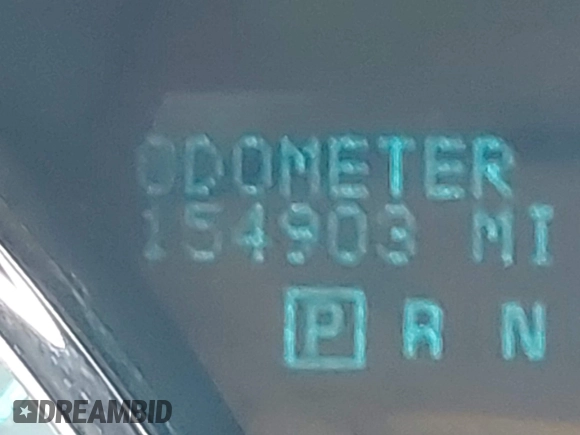 ODOMETER
154903 MI
P R N
DREAMBID